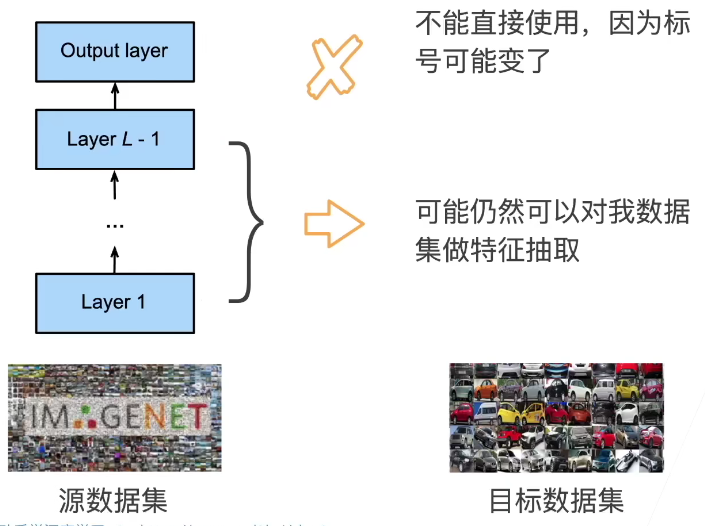 Output layer
不能直接使用，因为标
号可能变了
Layer L - 1
...
可能仍然可以对我数据
集做特征抽取
Layer 1
IMAGENET
源数据集
目标数据集